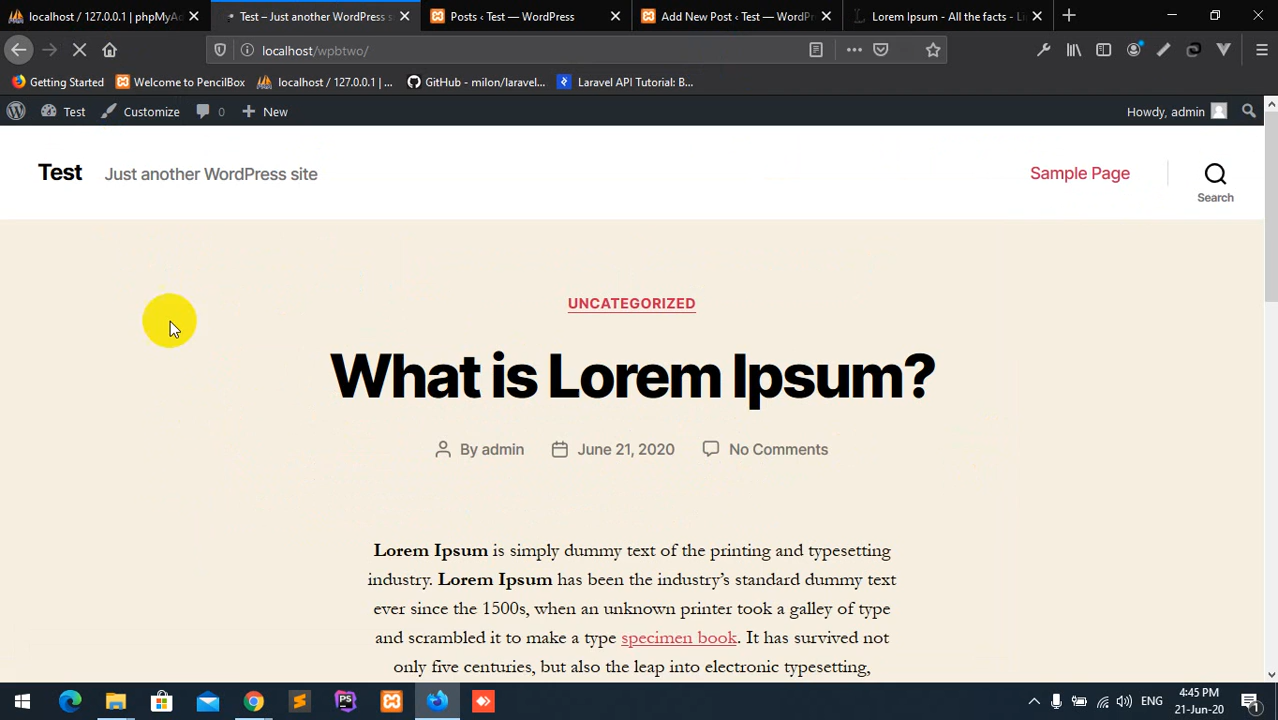 localhost / 127.0.0.1 | phpMyA
Test – Just another WordPress s
Posts ‹ Test — WordPress
Add New Post ‹ Test — WordPr
Lorem Ipsum - All the facts - Li
localhost/wpbtwo/
Getting Started
Welcome to PencilBox
localhost / 127.0.0.1 | ...
GitHub - milon/laravel...
Laravel API Tutorial: B...
Test
Customize
0
New
Howdy, admin
Test
Just another WordPress site
Sample Page
Search
UNCATEGORIZED
What is Lorem Ipsum?
By admin
June 21, 2020
No Comments
Lorem Ipsum is simply dummy text of the printing and typesetting
industry. Lorem Ipsum has been the industry’s standard dummy text
ever since the 1500s, when an unknown printer took a galley of type
and scrambled it to make a type specimen book. It has survived not
only five centuries, but also the leap into electronic typesetting,
PS
ENG
4:45 PM
21-Jun-20
1